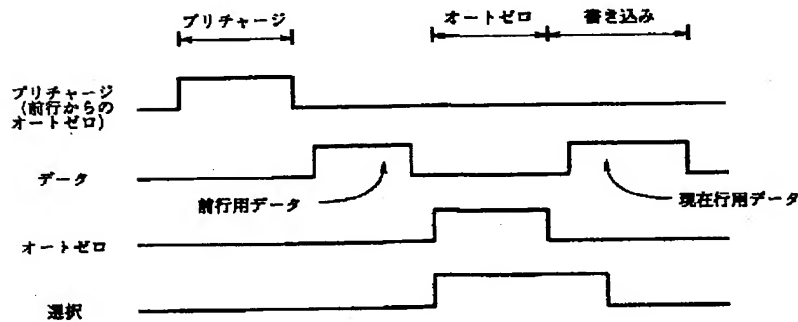 プリチャージ
オートゼロ
書き込み
プリチャージ
(前行からの
オートゼロ)
データ
前行用データ
現在行用データ
オートゼロ
選択